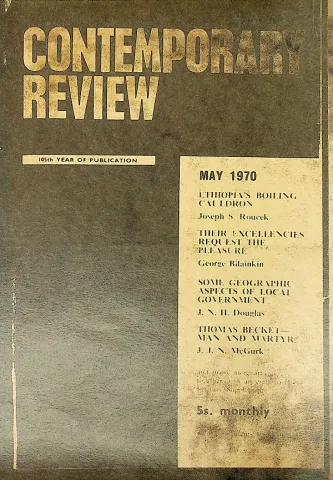 CONTEMPORARY
REVIEW
105th YEAR OF PUBLICATION
MAY 1970
ETHIOPIA'S BOILING
CAULDRON
Joseph S. Roucek
THEIR EXCELLENCIES
REQUEST THE
PLEASURE
George Bilainkin
SOME GEOGRAPHIC
ASPECTS OF LOCAL
GOVERNMENT
J. N. H. Douglas
THOMAS BECKET—
MAN AND MARTYR
J. J. N. McGurk
5s. monthly